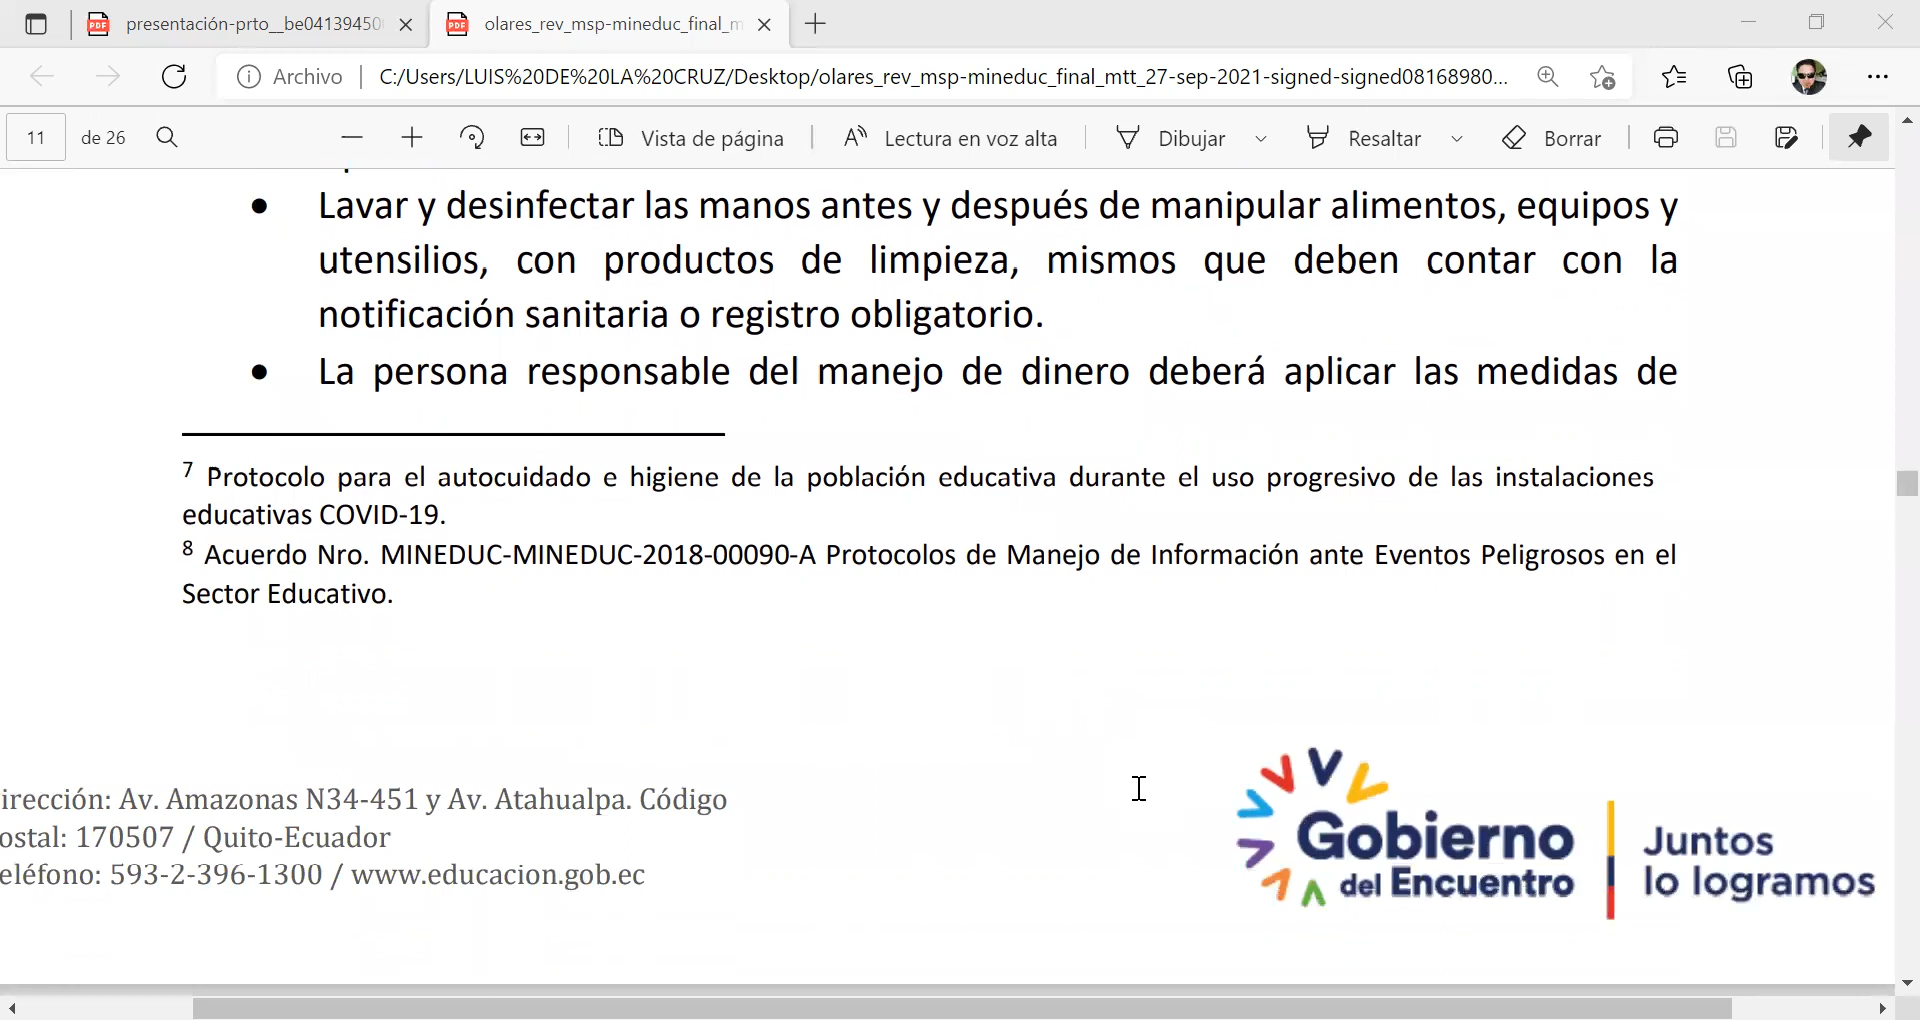 presentación-prto__be04139450
olares_rev_msp-mineduc_final_m
Archivo
C:/Users/LUIS%20DE%20LA%20CRUZ/Desktop/olares_rev_msp-mineduc_final_mtt_27-sep-2021-signed-signed08168980...
11 de 26
Vista de página
Lectura en voz alta
Dibujar
Resaltar
Borrar
• Lavar y desinfectar las manos antes y después de manipular alimentos, equipos y
utensilios, con productos de limpieza, mismos que deben contar con la
notificación sanitaria o registro obligatorio.
• La persona responsable del manejo de dinero deberá aplicar las medidas de
7 Protocolo para el autocuidado e higiene de la población educativa durante el uso progresivo de las instalaciones
educativas COVID-19.
8 Acuerdo Nro. MINEDUC-MINEDUC-2018-00090-A Protocolos de Manejo de Información ante Eventos Peligrosos en el
Sector Educativo.
irección: Av. Amazonas N34-451 y Av. Atahualpa. Código
ostal: 170507 / Quito-Ecuador
eléfono: 593-2-396-1300 / www.educacion.gob.ec
Gobierno
del Encuentro
Juntos
lo logramos